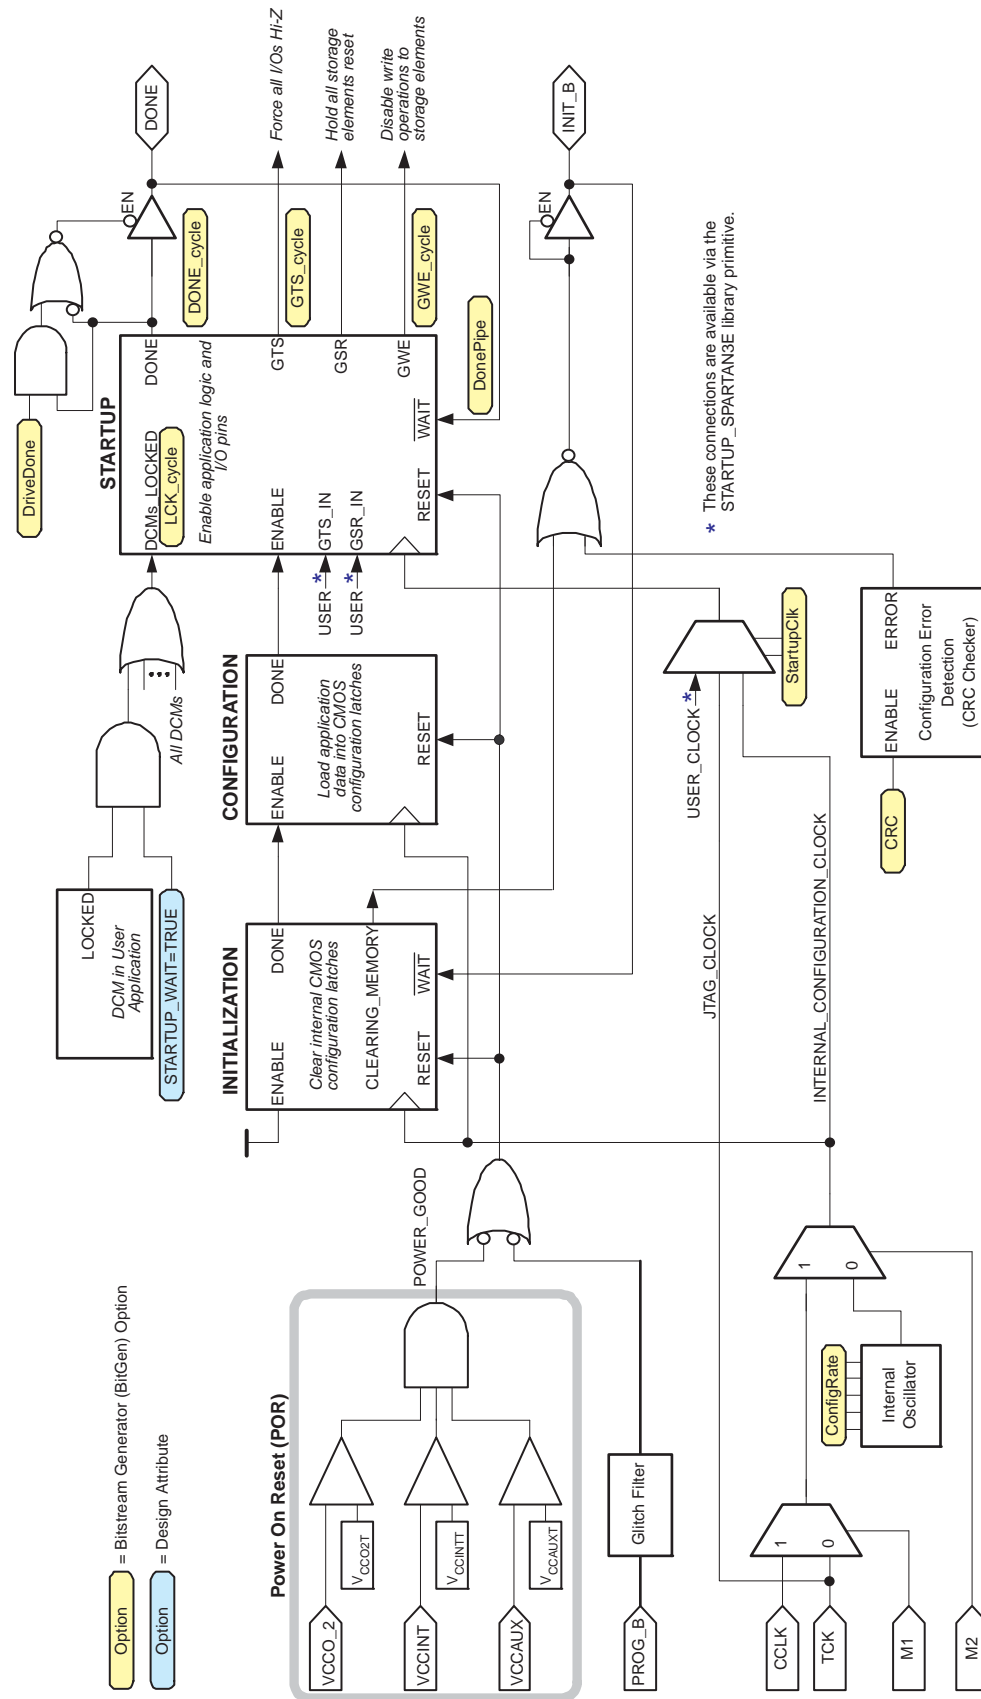 Option = Bitstream Generator (BitGen) Option
Option = Design Attribute
Power On Reset (POR)
VCCO_2
VCCO2T
VCCINT
VCCINTT
VCCAUX
VCCAUXT
POWER_GOOD
PROG_B
Glitch Filter
CCLK
TCK
M1
M2
1
0
ConfigRate
Internal
Oscillator
1
0
INITIALIZATION
ENABLE
DONE
Clear internal CMOS
configuration latches
CLEARING_MEMORY
RESET
WAIT
DCM in User
Application
LOCKED
STARTUP_WAIT=TRUE
All DCMs
CONFIGURATION
ENABLE
DONE
Load application
data into CMOS
configuration latches
RESET
STARTUP
DCMs_LOCKED
LCK_cycle
DONE
Enable application logic and
I/O pins
ENABLE
USER * GTS_IN
USER * GSR_IN
GTS
GSR
GWE
RESET
WAIT
DriveDone
DONE_cycle
GTS_cycle
GWE_cycle
DonePipe
EN
DONE
Force all I/Os Hi-Z
Hold all storage
elements reset
Disable write
operations to
storage elements
EN
INIT_B
USER_CLOCK *
JTAG_CLOCK
INTERNAL_CONFIGURATION_CLOCK
StartupClk
* These connections are available via the
STARTUP_SPARTAN3E library primitive.
CRC
ENABLE
ERROR
Configuration Error
Detection
(CRC Checker)